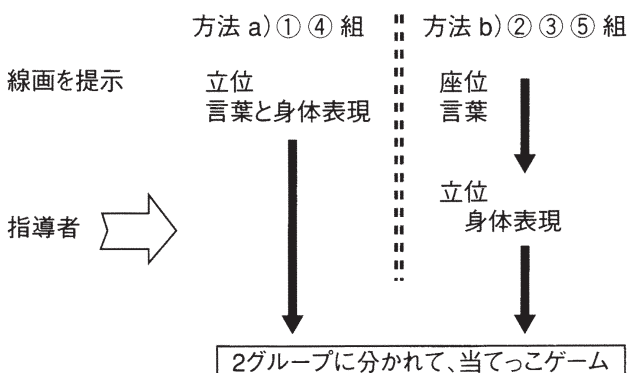 方法 a)①④組
方法 b)②③⑤組
線画を提示
立位
言葉と身体表現
座位
言葉
立位
身体表現
指導者
2グループに分かれて、当てっこゲーム